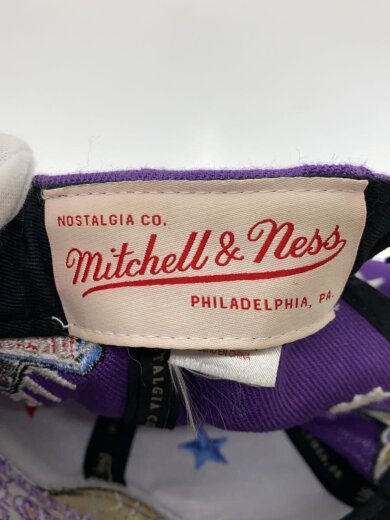 NOSTALGIA CO.
Mitchell & Ness
PHILADELPHIA, PA.